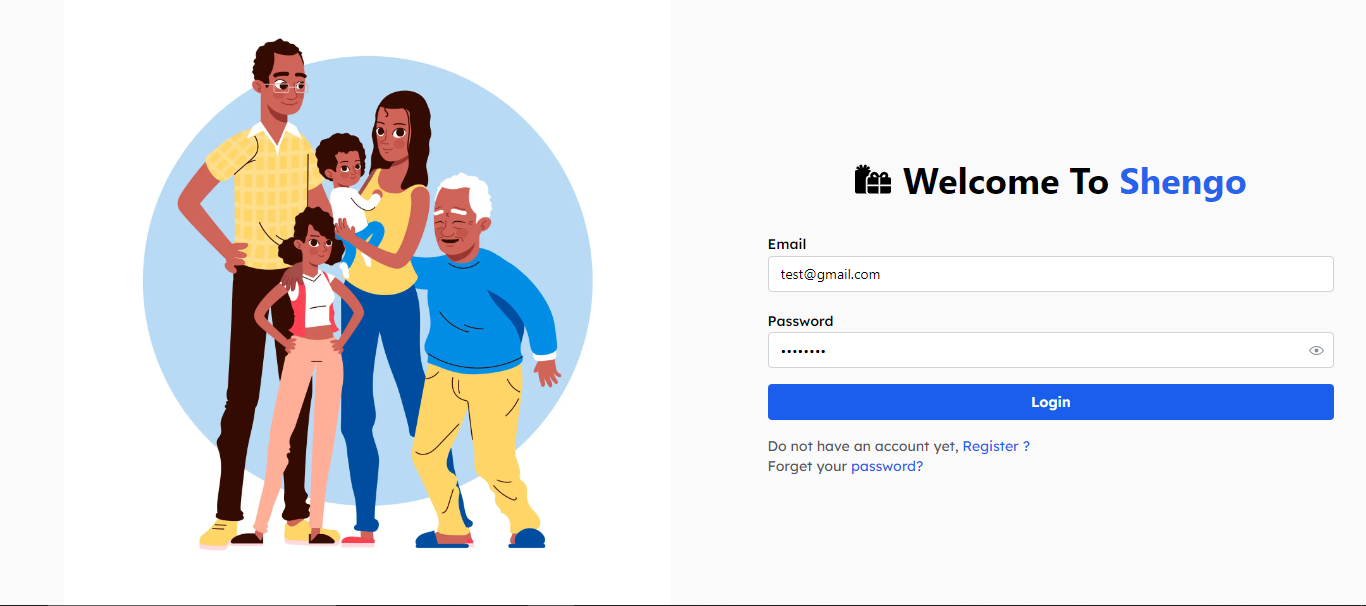 Welcome To Shengo
Email
test@gmail.com
Password
••••••••
Login
Do not have an account yet, Register ?
Forget your password?